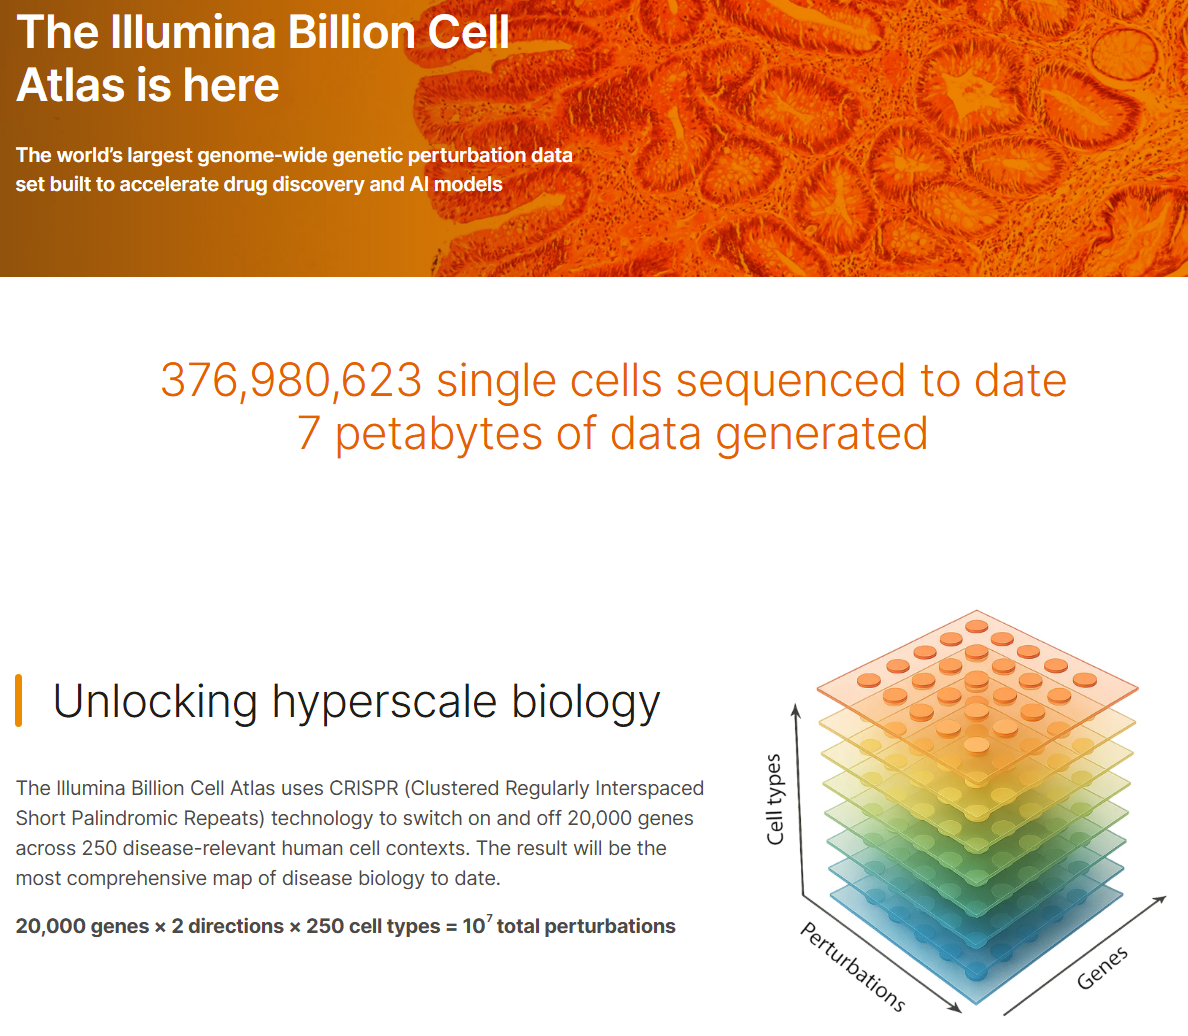 The Illumina Billion Cell
Atlas is here
The world's largest genome-wide genetic perturbation data
set built to accelerate drug discovery and AI models
376,980,623 single cells sequenced to date
7 petabytes of data generated
Unlocking hyperscale biology
The Illumina Billion Cell Atlas uses CRISPR (Clustered Regularly Interspaced
Short Palindromic Repeats) technology to switch on and off 20,000 genes
across 250 disease-relevant human cell contexts. The result will be the
most comprehensive map of disease biology to date.
20,000 genes × 2 directions × 250 cell types = 10⁷ total perturbations
Cell types
Perturbations
Genes